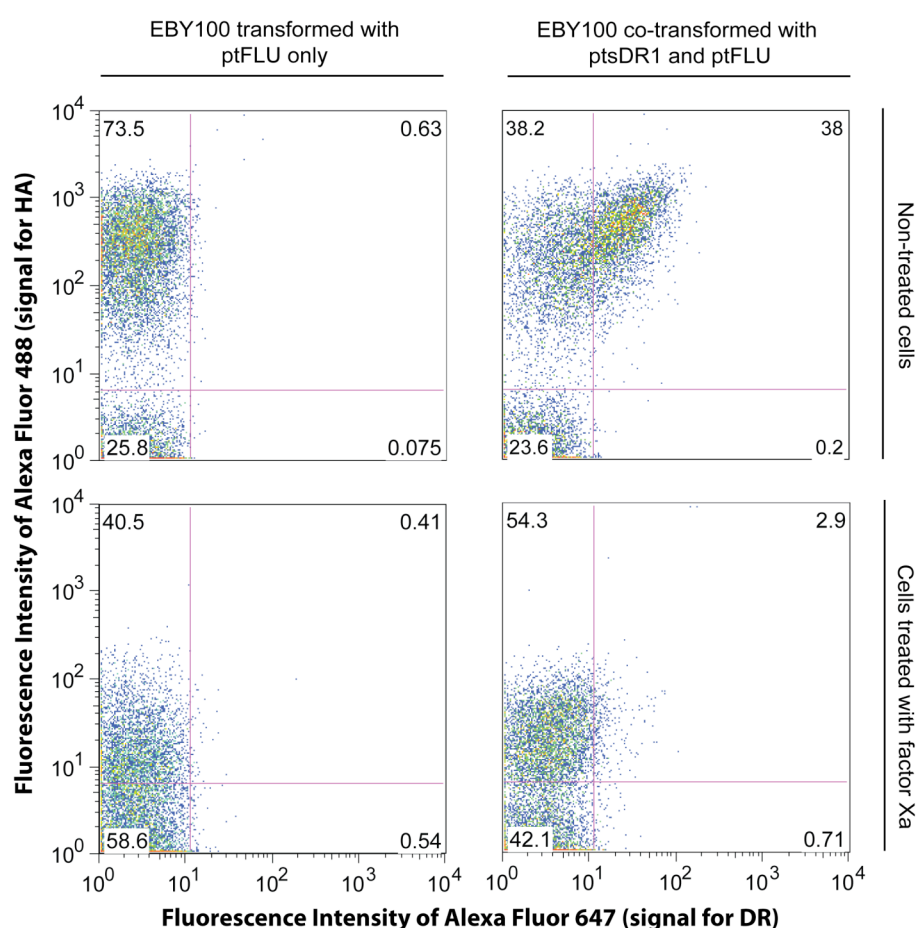 EBY100 transformed with
ptFLU only
EBY100 co-transformed with
ptsDR1 and ptFLU
Fluorescence Intensity of Alexa Fluor 488 (signal for HA)
10^4
10^3
10^2
10^1
10^0
73.5
0.63
25.8
0.075
38.2
38
23.6
0.2
Non-treated cells
10^4
10^3
10^2
10^1
10^0
40.5
0.41
58.6
0.54
54.3
2.9
42.1
0.71
Cells treated with factor Xa
10^0 10^1 10^2 10^3 10^4
10^0 10^1 10^2 10^3 10^4
Fluorescence Intensity of Alexa Fluor 647 (signal for DR)